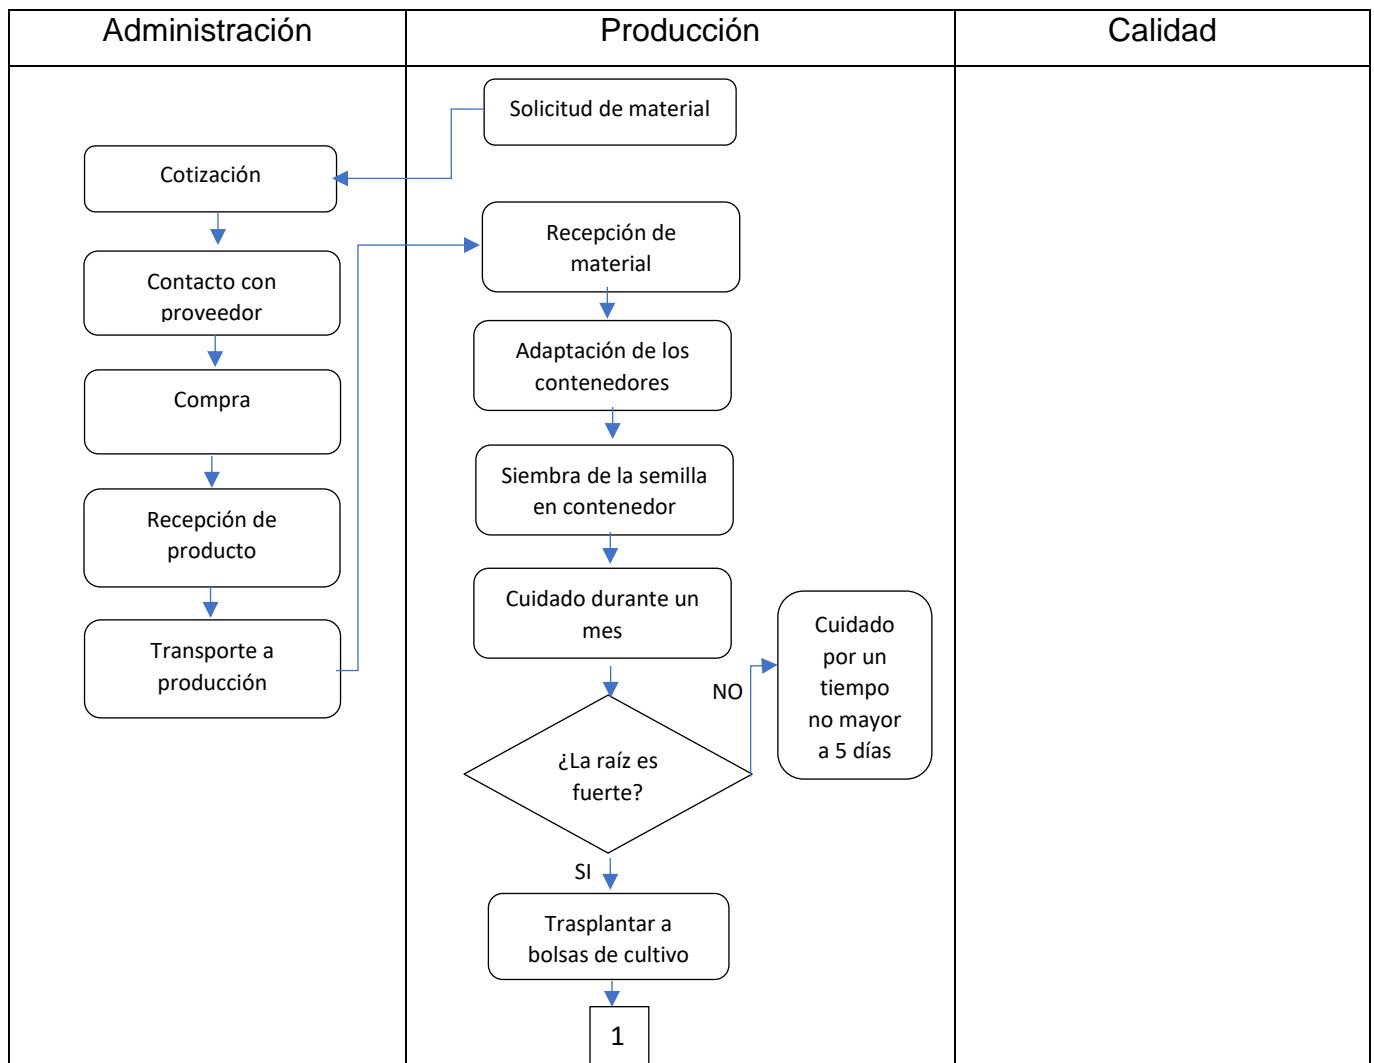 Administración
Producción
Calidad
Solicitud de material
Cotización
Contacto con
proveedor
Compra
Recepción de
producto
Transporte a
producción
Recepción de
material
Adaptación de los
contenedores
Siembra de la semilla
en contenedor
Cuidado durante un
mes
¿La raíz es
fuerte?
NO
Cuidado
por un
tiempo
no mayor
a 5 días
SI
Trasplantar a
bolsas de cultivo
1